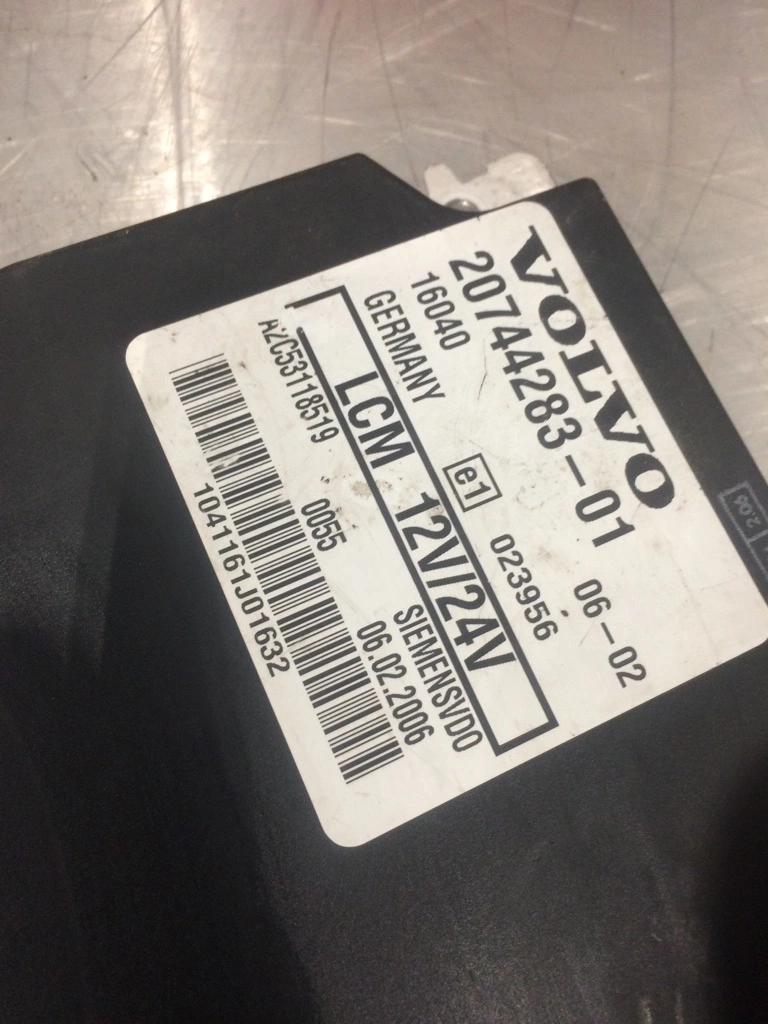 VOLVO
20744283-01 06-02
16040 e1 023956
GERMANY
LCM 12V/24V
A2C53118519 0055 SIEMENSVDO
06.02.2006
1041161J01632